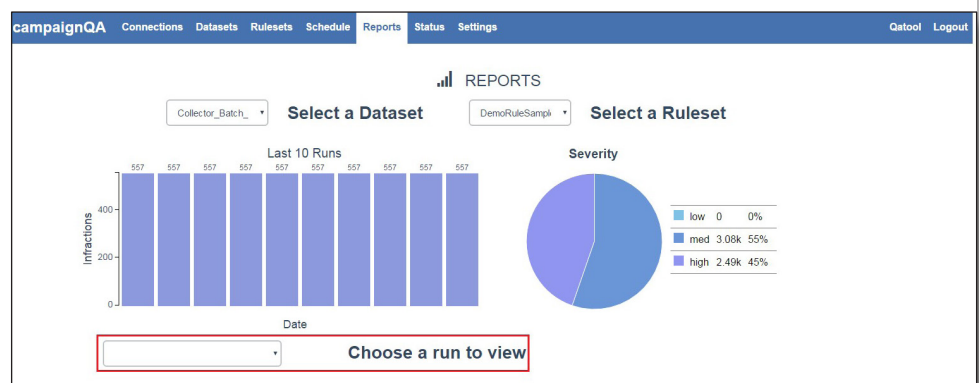 campaignQA Connections Datasets Rulesets Schedule Reports Status Settings Qatool Logout
REPORTS
Collector_Batch_ Select a Dataset DemoRuleSampl Select a Ruleset
Last 10 Runs
Severity
557 557 557 557 557 557 557 557 557 557
400
200
0
Infractions
Date
low 0 0%
med 3.08k 55%
high 2.49k 45%
Choose a run to view